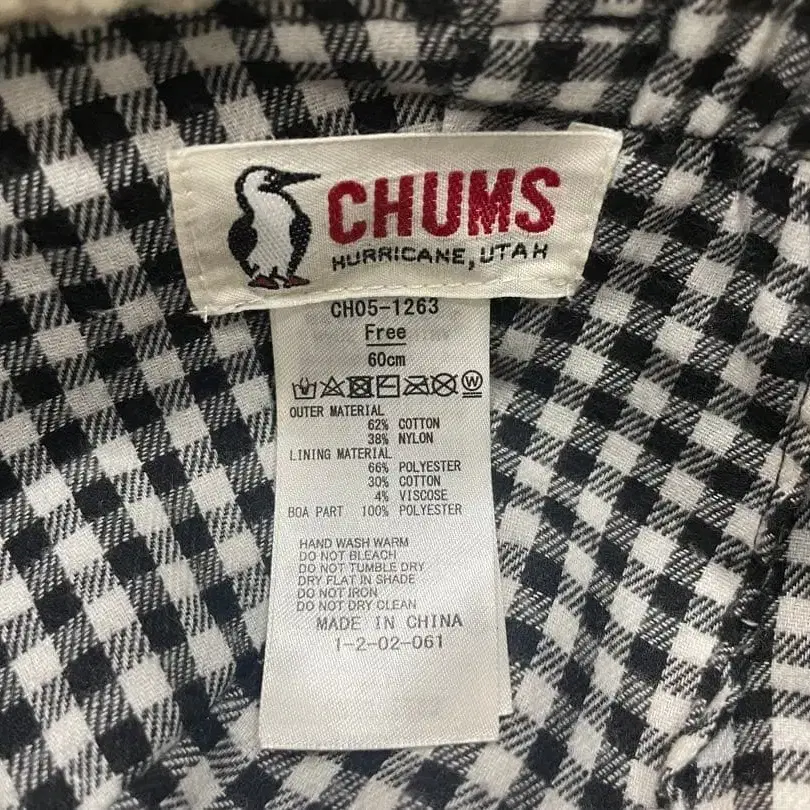 CHUMS
HURRICANE, UTAH
CH05-1263
Free
60cm
W
OUTER MATERIAL
62% COTTON
38% NYLON
LINING MATERIAL
66% POLYESTER
30% COTTON
4% VISCOSE
BOA PART 100% POLYESTER
HAND WASH WARM
DO NOT BLEACH
DO NOT TUMBLE DRY
DRY FLAT IN SHADE
DO NOT IRON
DO NOT DRY CLEAN
MADE IN CHINA
1-2-02-061